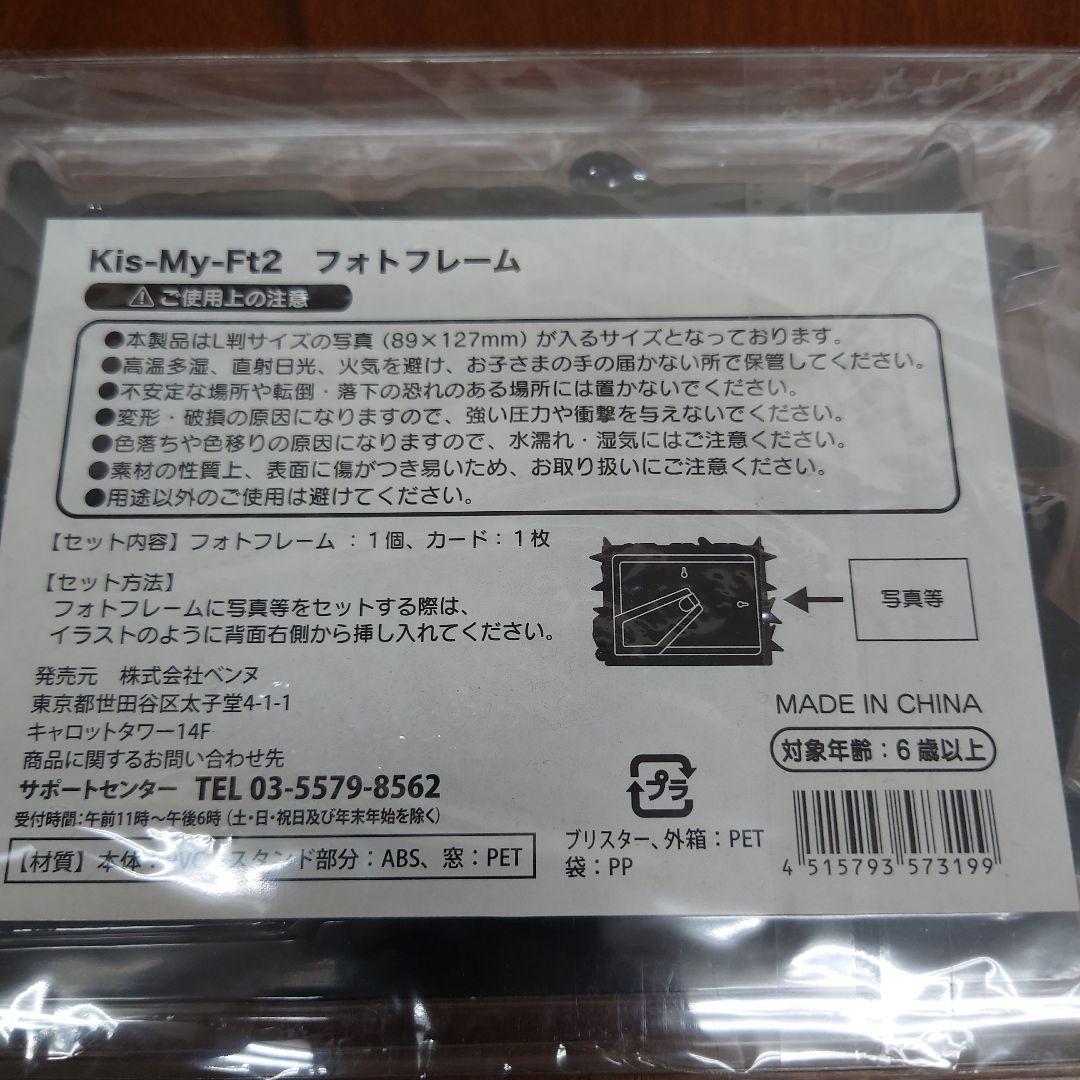 Kis-My-Ft2 フォトフレーム
⚠ご使用上の注意
●本製品はL判サイズの写真（89×127mm）が入るサイズとなっております。
●高温多湿、直射日光、火気を避け、お子さまの手の届かない所で保管してください。
●不安定な場所や転倒・落下の恐れのある場所には置かないでください。
●変形・破損の原因になりますので、強い圧力や衝撃を与えないでください。
●色落ちや色移りの原因になりますので、水濡れ・湿気にはご注意ください。
●素材の性質上、表面に傷がつき易いため、お取り扱いにご注意ください。
●用途以外のご使用は避けてください。
【セット内容】フォトフレーム：1個、カード：1枚
【セット方法】
フォトフレームに写真等をセットする際は、
イラストのように背面右側から挿し入れてください。
写真等
発売元 株式会社ベンヌ
東京都世田谷区太子堂4-1-1
キャロットタワー14F
商品に関するお問い合わせ先
サポートセンター TEL 03-5579-8562
受付時間：午前11時～午後6時（土・日・祝日及び年末年始を除く）
【材質】本体：PVC、スタンド部分：ABS、窓：PET
プラ
ブリスター、外箱：PET
袋：PP
MADE IN CHINA
対象年齢：6歳以上
4 515793 573199